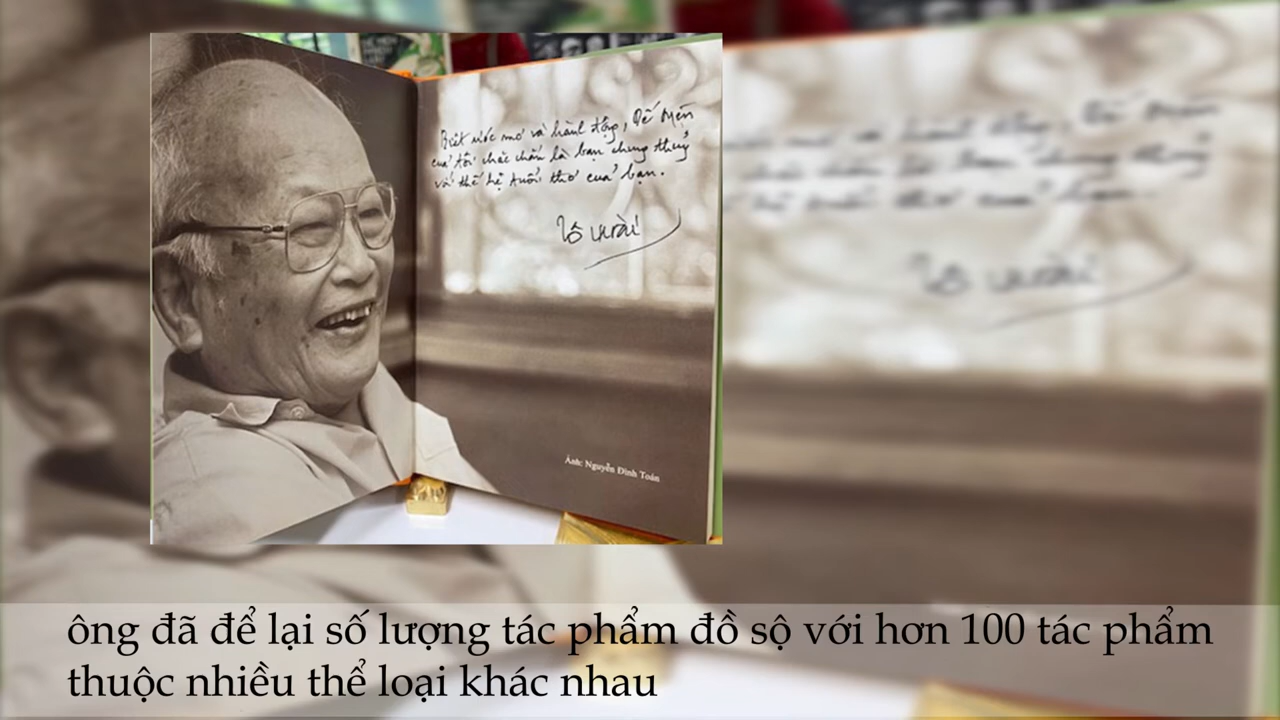 Biết ước mơ và hành động, Dế Mèn
của tôi chắc chắn là bạn chung thủy
với thế hệ tuổi thơ của bạn.
Tô Hoài
Ảnh: Nguyễn Đình Toán
ông đã để lại số lượng tác phẩm đồ sộ với hơn 100 tác phẩm
thuộc nhiều thể loại khác nhau